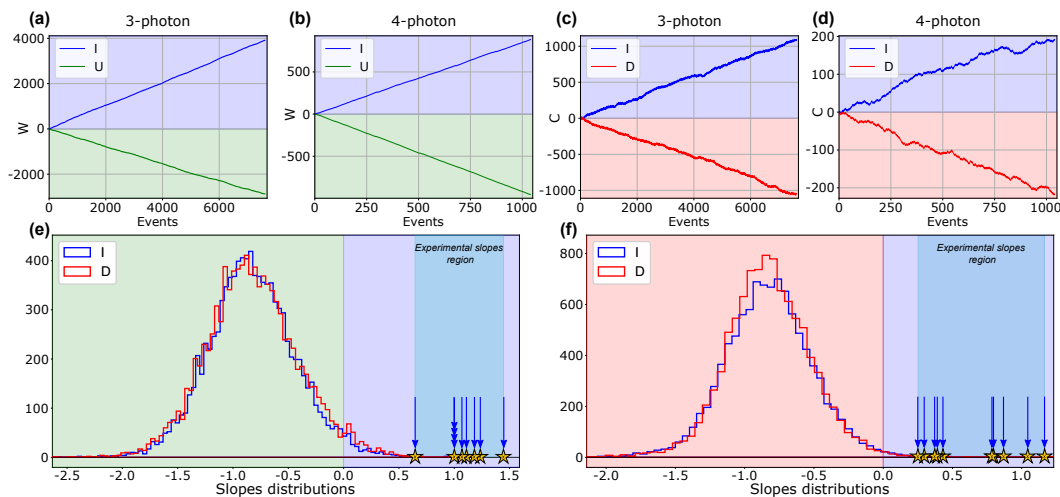 (a) 3-photon
4000
2000
0
-2000
W
0 2000 4000 6000
Events
I
U
(b) 4-photon
500
0
-500
W
0 250 500 750 1000
Events
I
U
(c) 3-photon
1000
500
0
-500
-1000
C
0 2000 4000 6000
Events
I
D
(d) 4-photon
200
100
0
-100
-200
C
0 250 500 750 1000
Events
I
D
(e)
400
300
200
100
0
I
D
Experimental slopes
region
-2.5 -2.0 -1.5 -1.0 -0.5 0.0 0.5 1.0 1.5
Slopes distributions
(f)
800
600
400
200
0
I
D
Experimental slopes
region
-2.0 -1.5 -1.0 -0.5 0.0 0.5 1.0
Slopes distributions